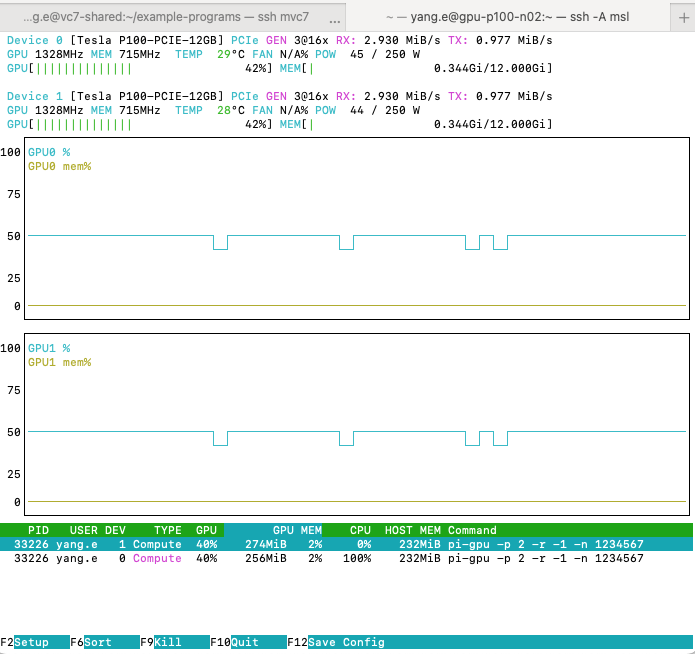 ...g.e@vc7-shared:~/example-programs — ssh mvc7 ...
~ — yang.e@gpu-p100-n02:~ — ssh -A msl +
Device 0 [Tesla P100-PCIE-12GB] PCIe GEN 3@16x RX: 2.930 MiB/s TX: 0.977 MiB/s
GPU 1328MHz MEM 715MHz TEMP 29°C FAN N/A% POW 45 / 250 W
GPU[|||||||||||||| 42%] MEM[| 0.344Gi/12.000Gi]
Device 1 [Tesla P100-PCIE-12GB] PCIe GEN 3@16x RX: 2.930 MiB/s TX: 0.977 MiB/s
GPU 1328MHz MEM 715MHz TEMP 28°C FAN N/A% POW 44 / 250 W
GPU[|||||||||||||| 42%] MEM[| 0.344Gi/12.000Gi]
100
GPU0 %
GPU0 mem%
75
50
25
0
100
GPU1 %
GPU1 mem%
75
50
25
0
PID USER DEV TYPE GPU GPU MEM CPU HOST MEM Command
33226 yang.e 1 Compute 40% 274MiB 2% 0% 232MiB pi-gpu -p 2 -r -1 -n 1234567
33226 yang.e 0 Compute 40% 256MiB 2% 100% 232MiB pi-gpu -p 2 -r -1 -n 1234567
F2Setup F6Sort F9Kill F10Quit F12Save Config